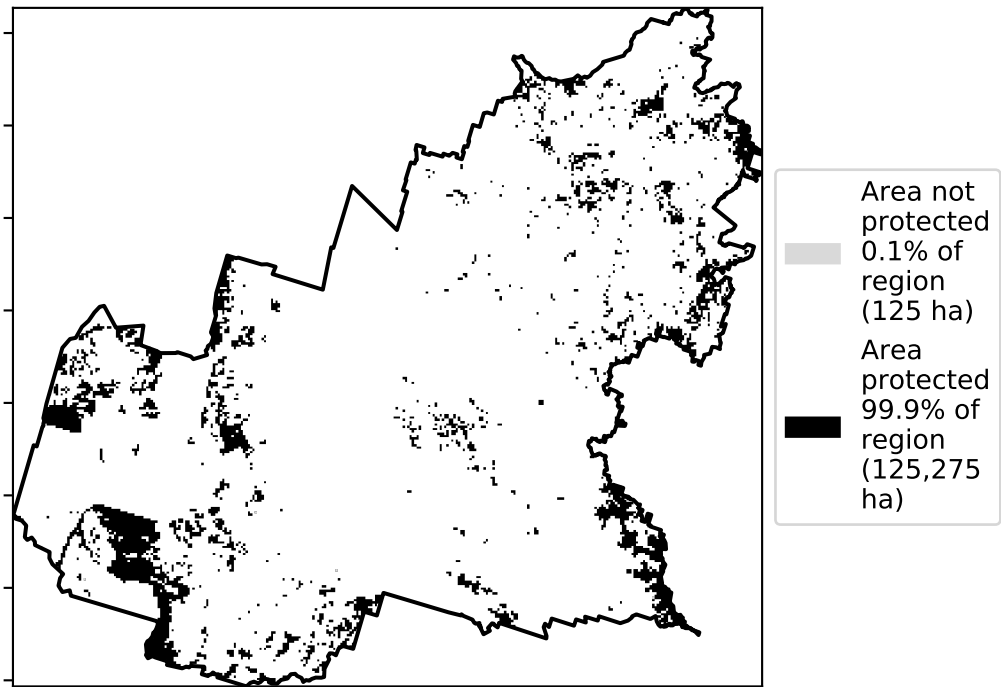 Area not
protected
0.1% of
region
(125 ha)
Area
protected
99.9% of
region
(125,275
ha)